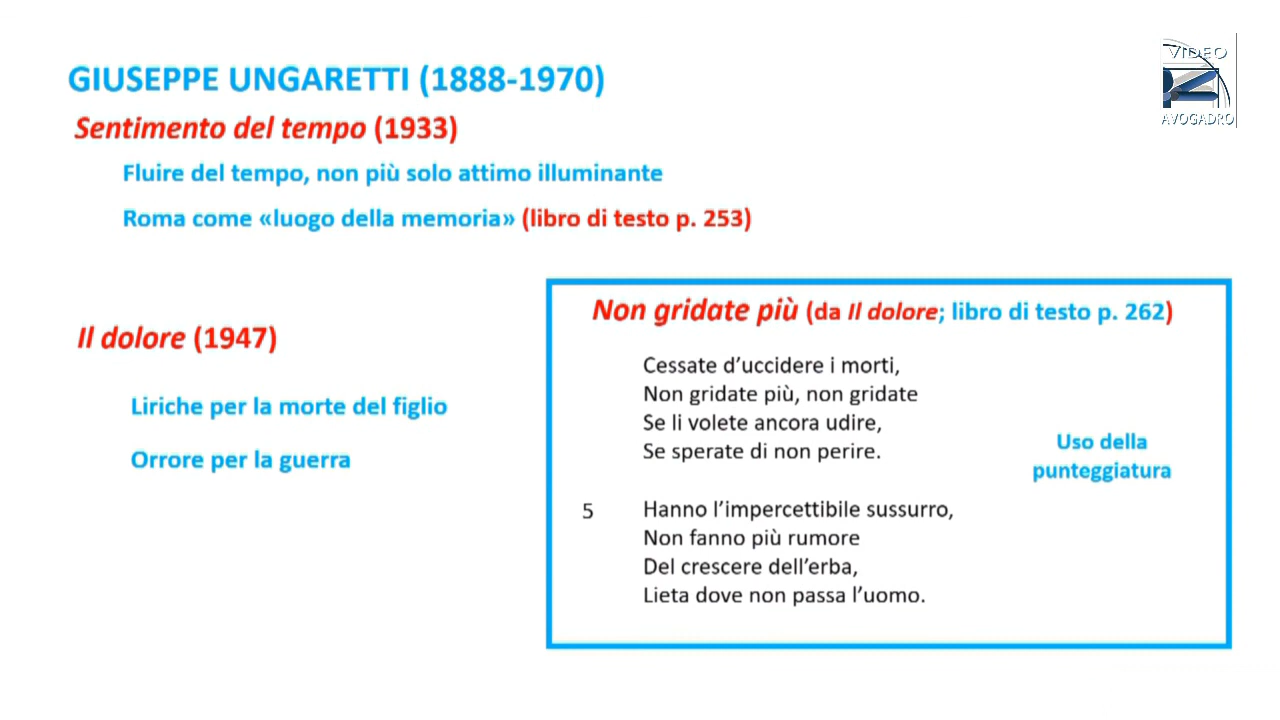 VIDEO
AVOGADRO
GIUSEPPE UNGARETTI (1888-1970)
Sentimento del tempo (1933)
Fluire del tempo, non più solo attimo illuminante
Roma come «luogo della memoria» (libro di testo p. 253)
Il dolore (1947)
Liriche per la morte del figlio
Orrore per la guerra
Non gridate più (da Il dolore; libro di testo p. 262)
Cessate d’uccidere i morti,
Non gridate più, non gridate
Se li volete ancora udire,
Se sperate di non perire.
5 Hanno l’impercettibile sussurro,
Non fanno più rumore
Del crescere dell’erba,
Lieta dove non passa l’uomo.
Uso della
punteggiatura